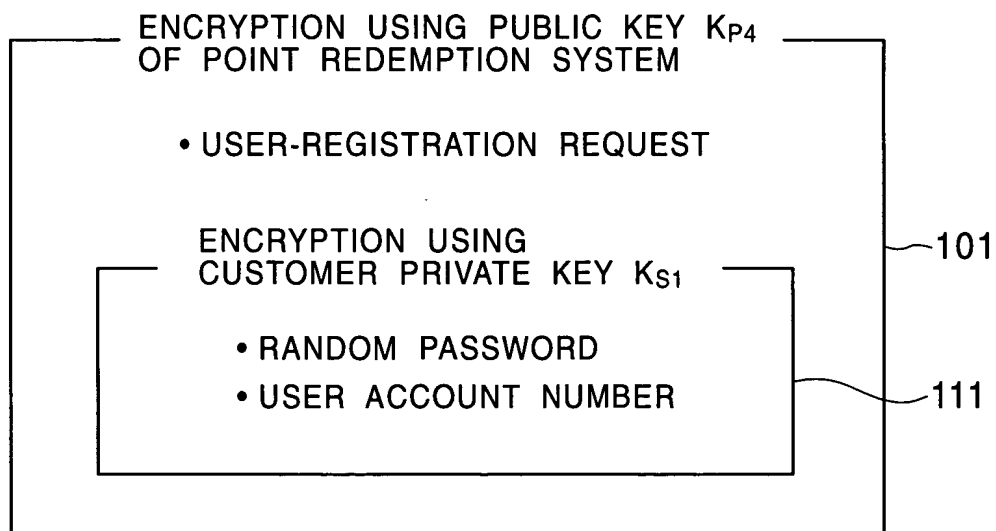 ENCRYPTION USING PUBLIC KEY KP4
OF POINT REDEMPTION SYSTEM
• USER-REGISTRATION REQUEST
ENCRYPTION USING
CUSTOMER PRIVATE KEY KS1
101
• RANDOM PASSWORD
• USER ACCOUNT NUMBER
111